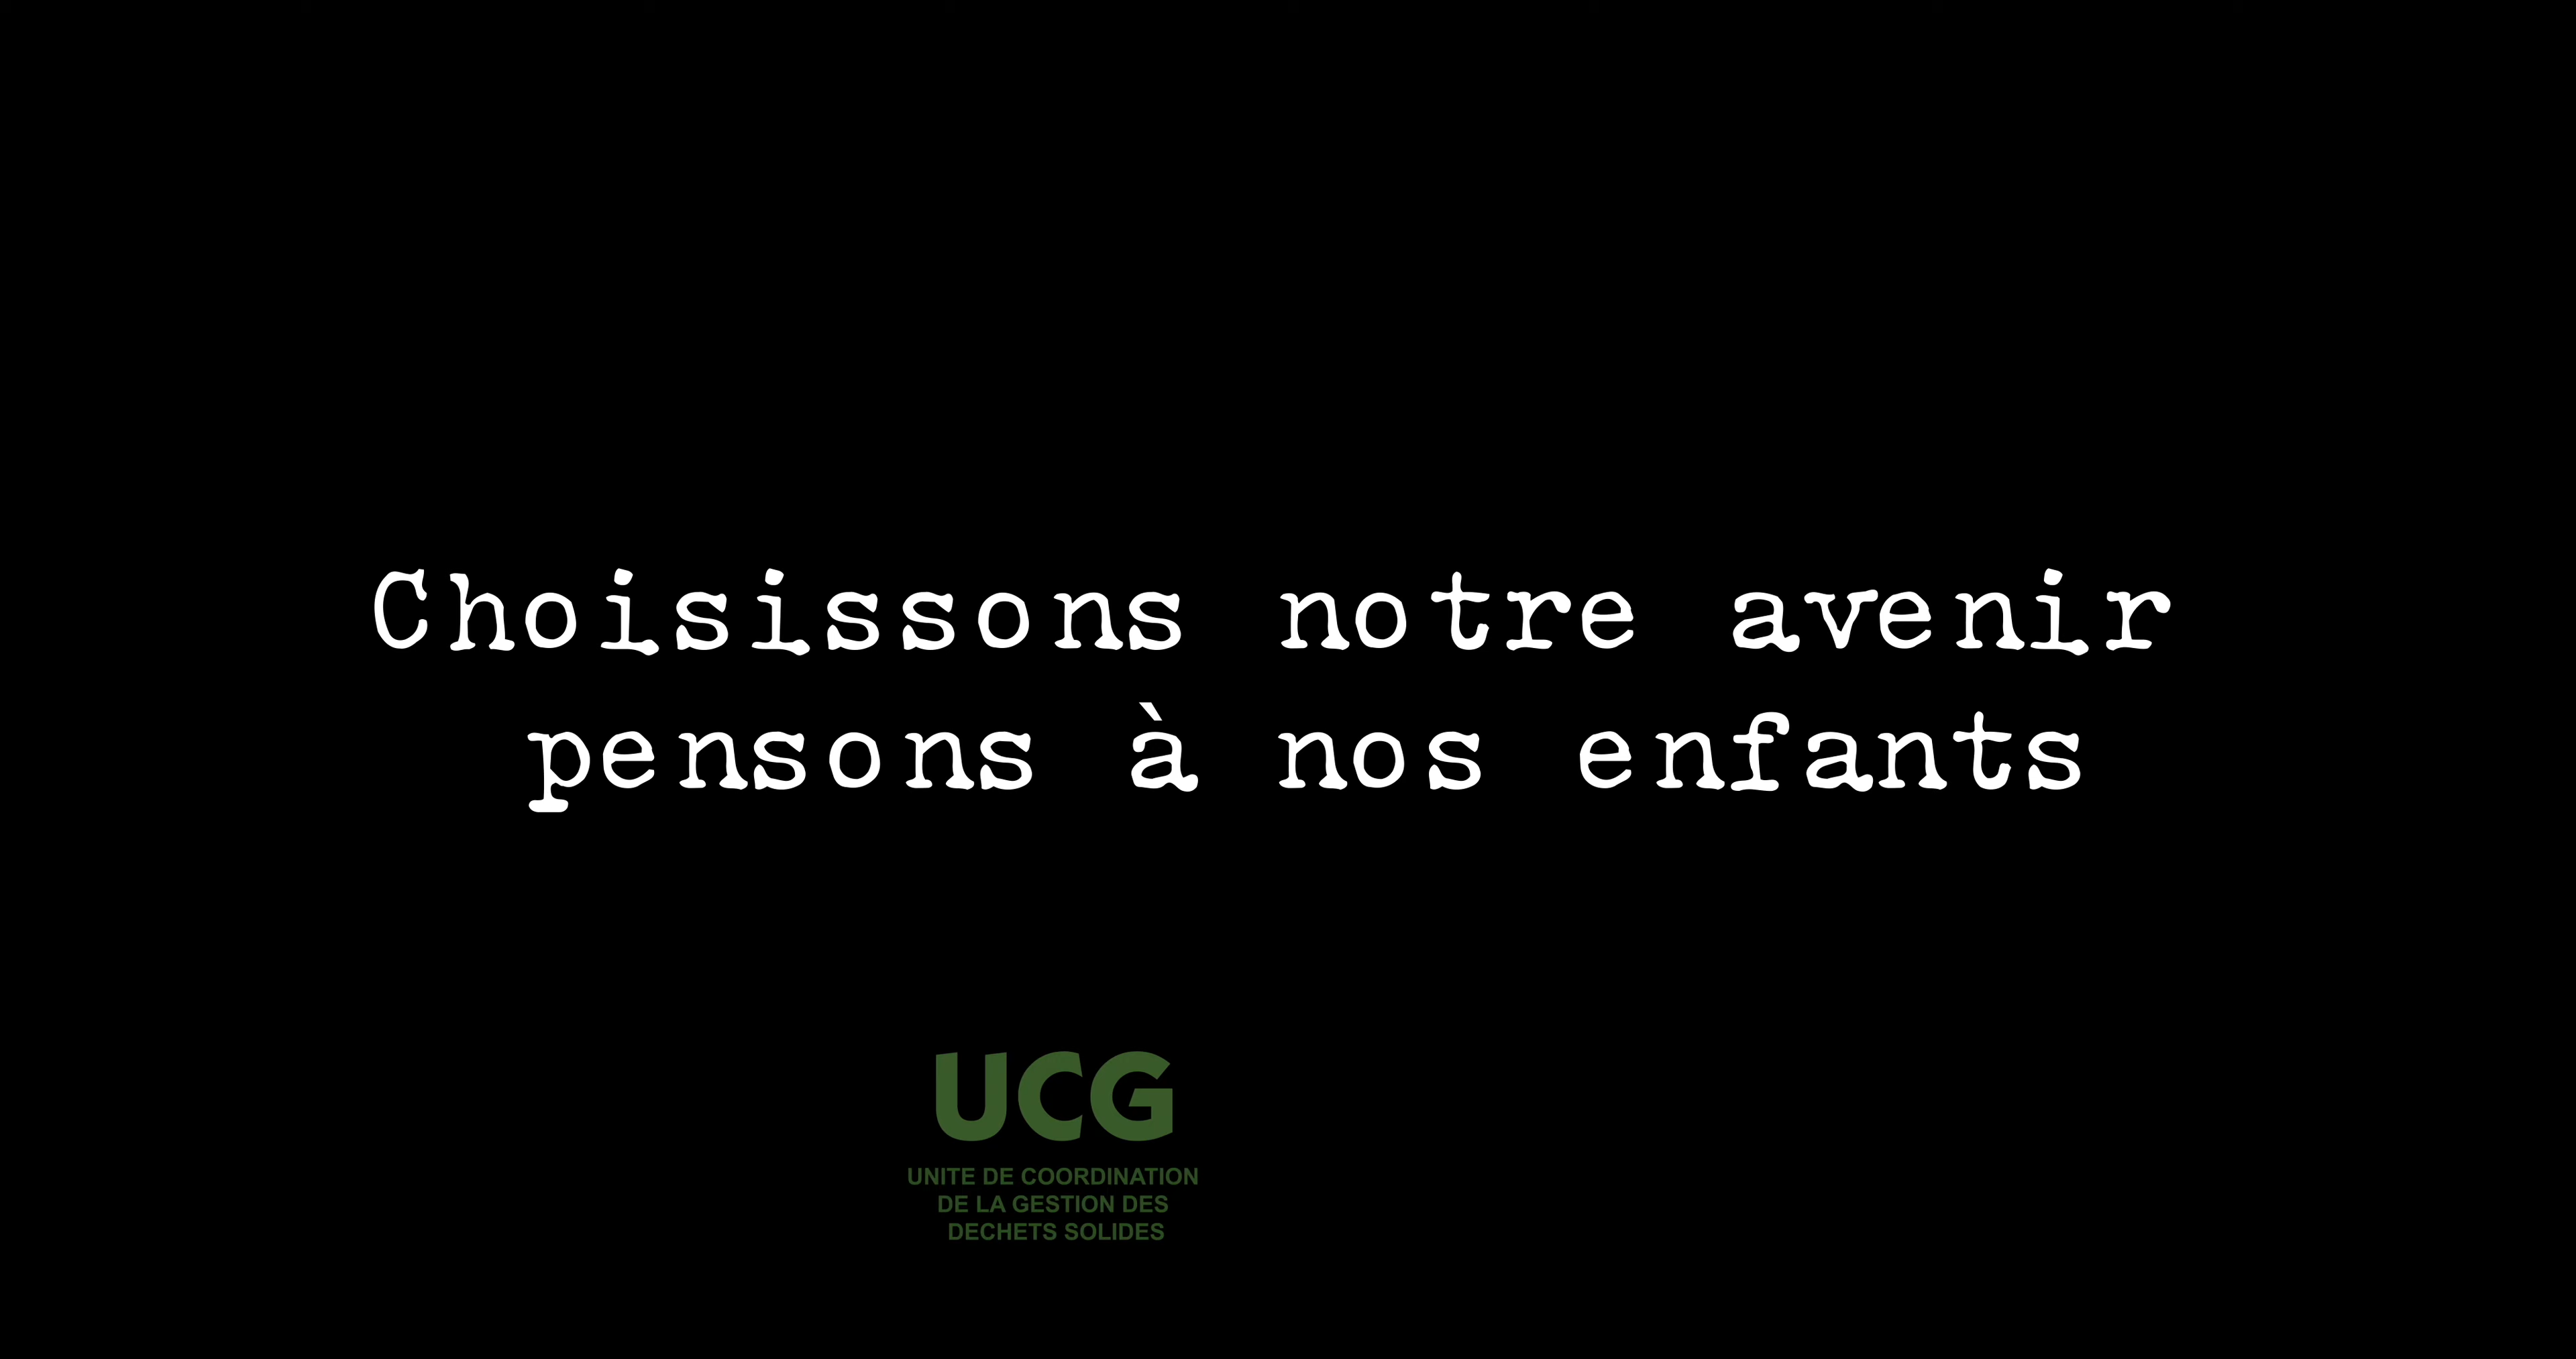 Choisissons notre avenir
pensons à nos enfants
UCG
UNITE DE COORDINATION
DE LA GESTION DES
DECHETS SOLIDES